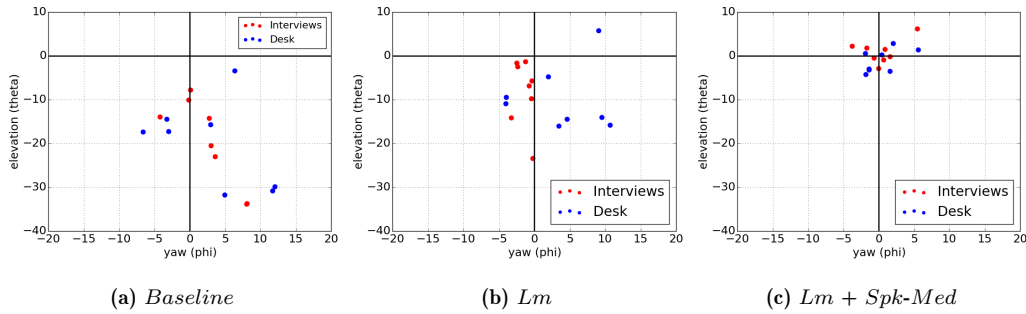 10
0
−10
−20
−30
−40
elevation (theta)
−20 −15 −10 −5 0 5 10 15 20
yaw (phi)
Interviews
Desk
(a) Baseline
10
0
−10
−20
−30
−40
elevation (theta)
−20 −15 −10 −5 0 5 10 15 20
yaw (phi)
Interviews
Desk
(b) Lm
10
0
−10
−20
−30
−40
elevation (theta)
−20 −15 −10 −5 0 5 10 15 20
yaw (phi)
Interviews
Desk
(c) Lm + Spk-Med